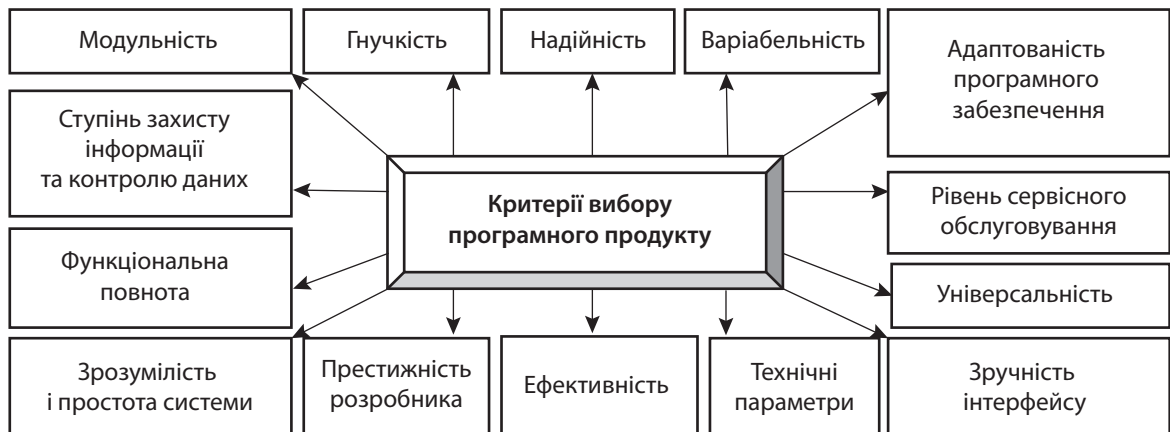 Модульність
Гнучкість
Надійність
Варіабельність
Адаптованість
програмного
забезпечення
Ступінь захисту
інформації
та контролю даних
Критерії вибору
програмного продукту
Рівень сервісного
обслуговування
Функціональна
повнота
Універсальність
Зрозумілість
і простота системи
Престижність
розробника
Ефективність
Технічні
параметри
Зручність
інтерфейсу